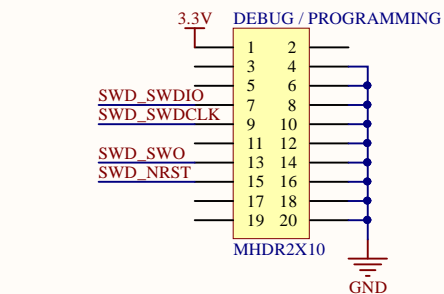 3.3V DEBUG / PROGRAMMING
1 2
3 4
5 6
SWD_SWDIO 7 8
SWD_SWDCLK 9 10
11 12
SWD_SWO 13 14
SWD_NRST 15 16
17 18
19 20
MHDR2X10
GND